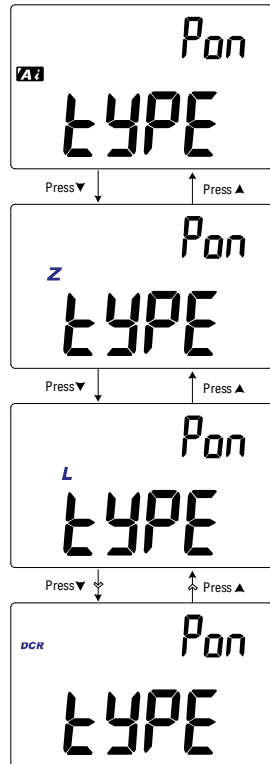 Pon
Ai
tYPE
Press▼ Press▲
Pon
Z
tYPE
Press▼ Press▲
Pon
L
tYPE
Press▼ Press▲
Pon
DCR
tYPE